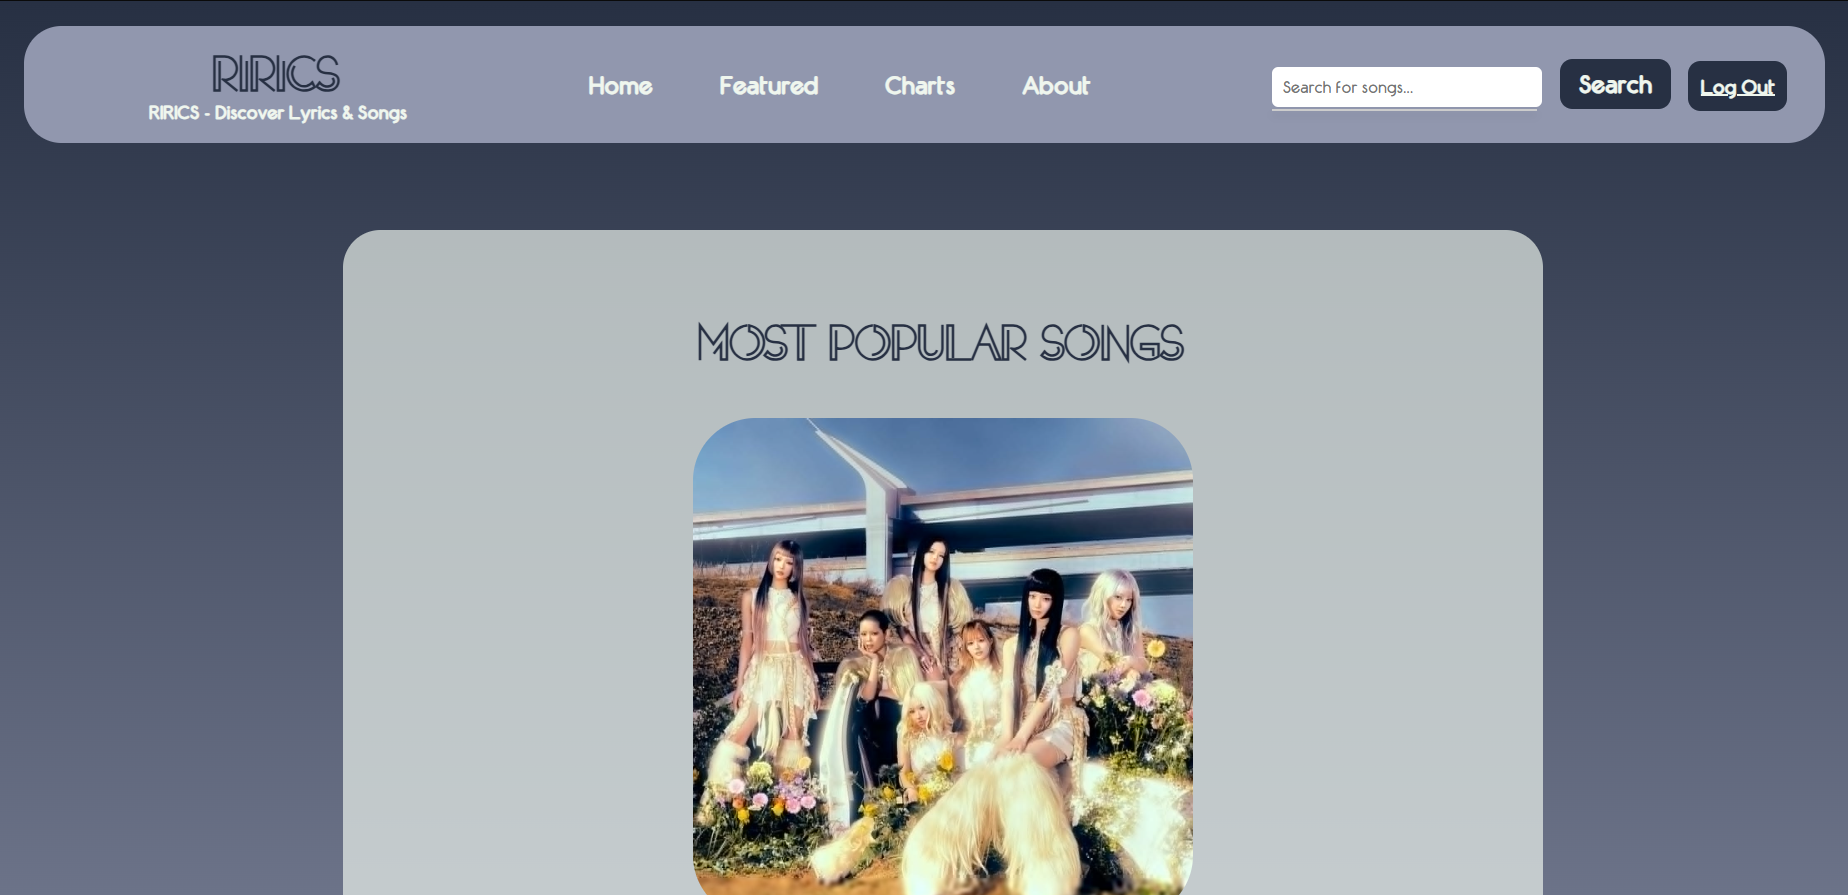 RIRICS
RIRICS - Discover Lyrics & Songs
Home
Featured
Charts
About
Search for songs...
Search
Log Out
MOST POPULAR SONGS